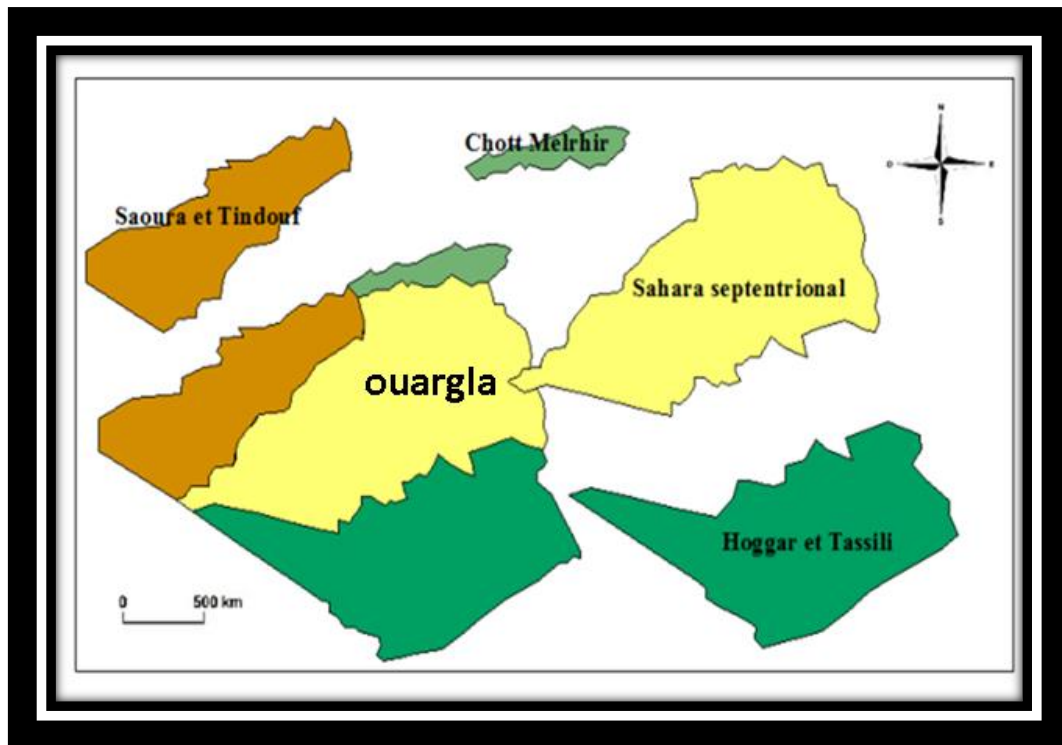 N
Chott Melrhir
O
E
Saoura et Tindouf
S
Sahara septentrional
ouargla
Hoggar et Tassili
0 500 km